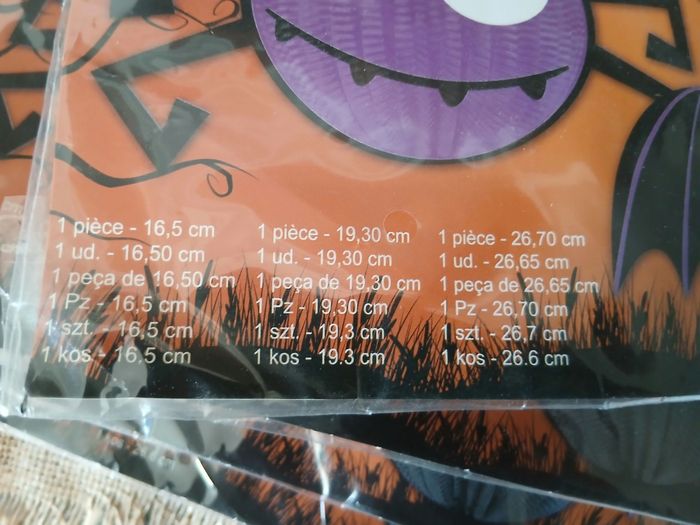 1 pièce - 16,5 cm
1 ud. - 16,50 cm
1 peça de 16,50 cm
1 Pz - 16,5 cm
1 szt. - 16,5 cm
1 kos - 16.5 cm
1 pièce - 19,30 cm
1 ud. - 19,30 cm
1 peça de 19,30 cm
1 Pz - 19,30 cm
1 szt. - 19,3 cm
1 kos - 19.3 cm
1 pièce - 26,70 cm
1 ud. - 26,65 cm
1 peça de 26,65 cm
1 Pz - 26,70 cm
1 szt. - 26,7 cm
1 kos - 26.6 cm